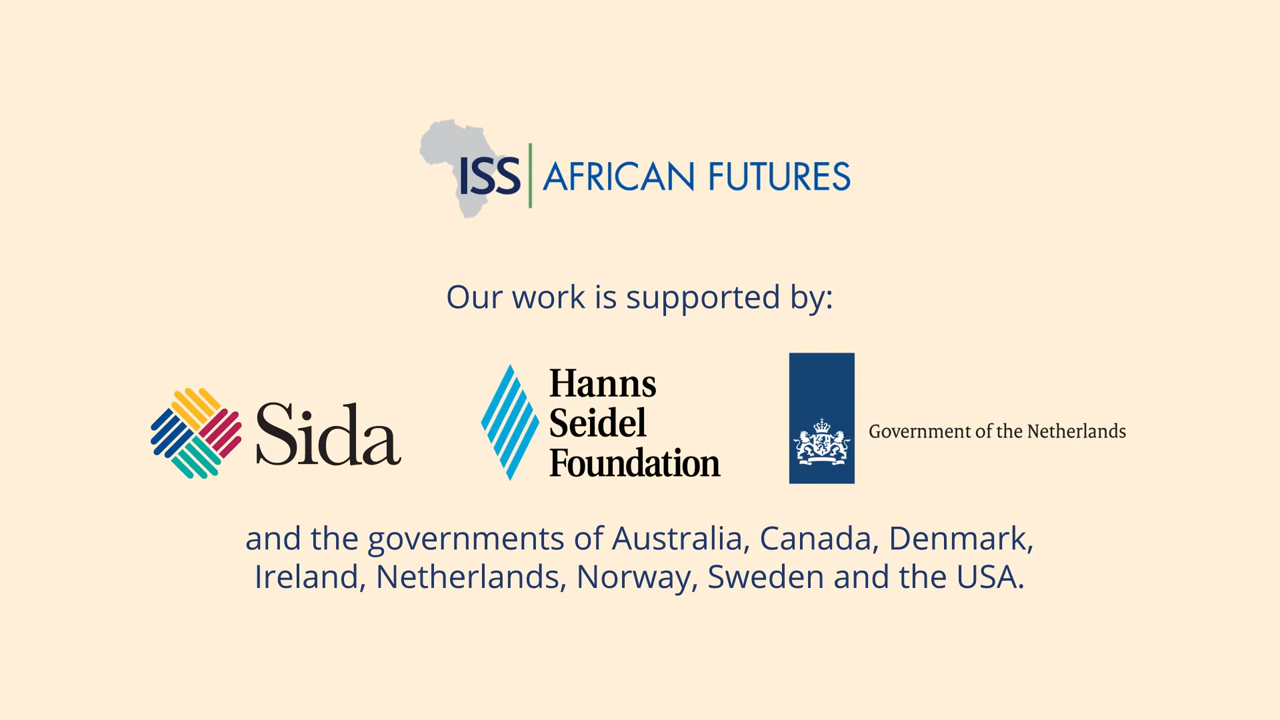 ISS AFRICAN FUTURES
Our work is supported by:
Sida
Hanns
Seidel
Foundation
Government of the Netherlands
and the governments of Australia, Canada, Denmark,
Ireland, Netherlands, Norway, Sweden and the USA.